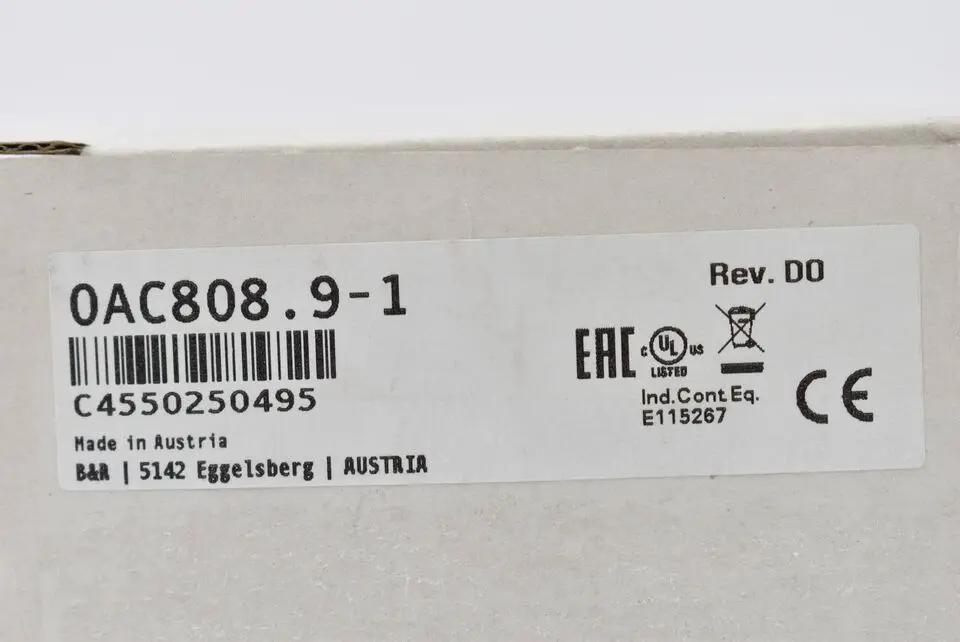 0AC808.9-1
C4550250495
Made in Austria
B&R | 5142 Eggelsberg | AUSTRIA
Rev. D0
EAC
C UL US
LISTED
Ind.Cont.Eq.
E115267
CE